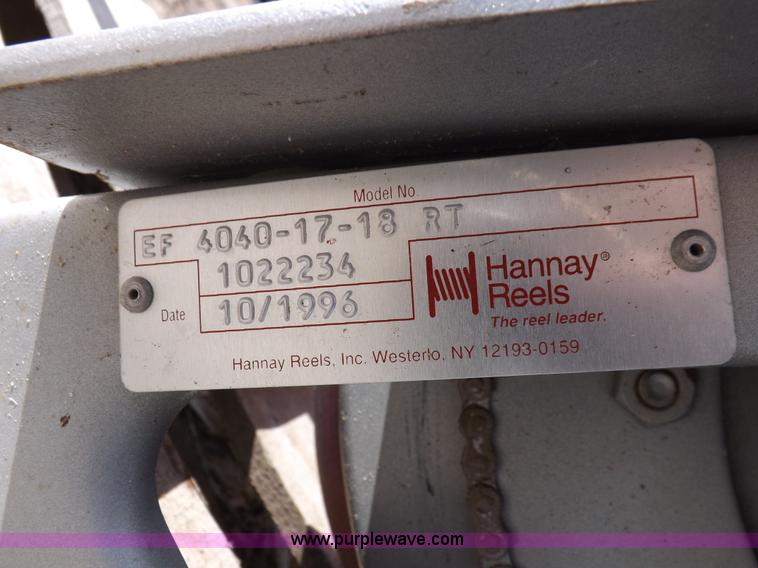 Model No.
EF 4040-17-18 RT
1022234
Date 10/1996
Hannay®
Reels
The reel leader.
Hannay Reels, Inc. Westerlo, NY 12193-0159
www.purplewave.com